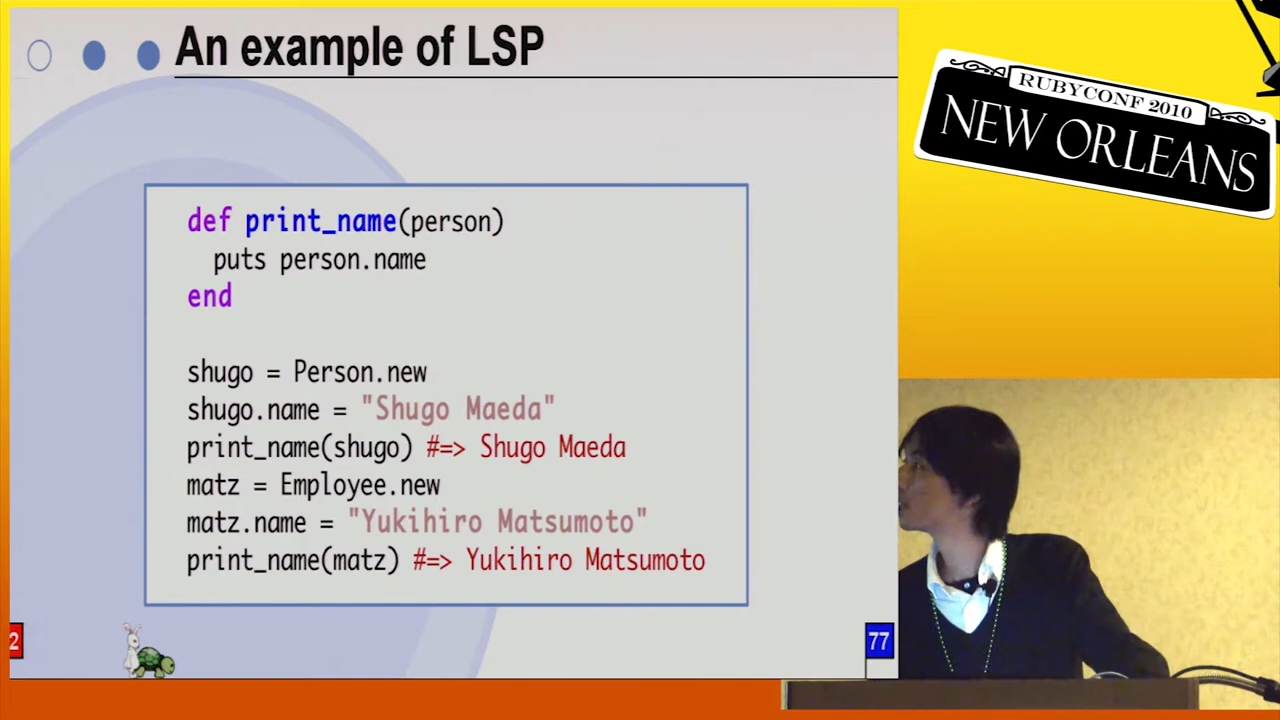 An example of LSP
RUBYCONF 2010
NEW ORLEANS
def print_name(person)
puts person.name
end
shugo = Person.new
shugo.name = "Shugo Maeda"
print_name(shugo) #=> Shugo Maeda
matz = Employee.new
matz.name = "Yukihiro Matsumoto"
print_name(matz) #=> Yukihiro Matsumoto
2
77